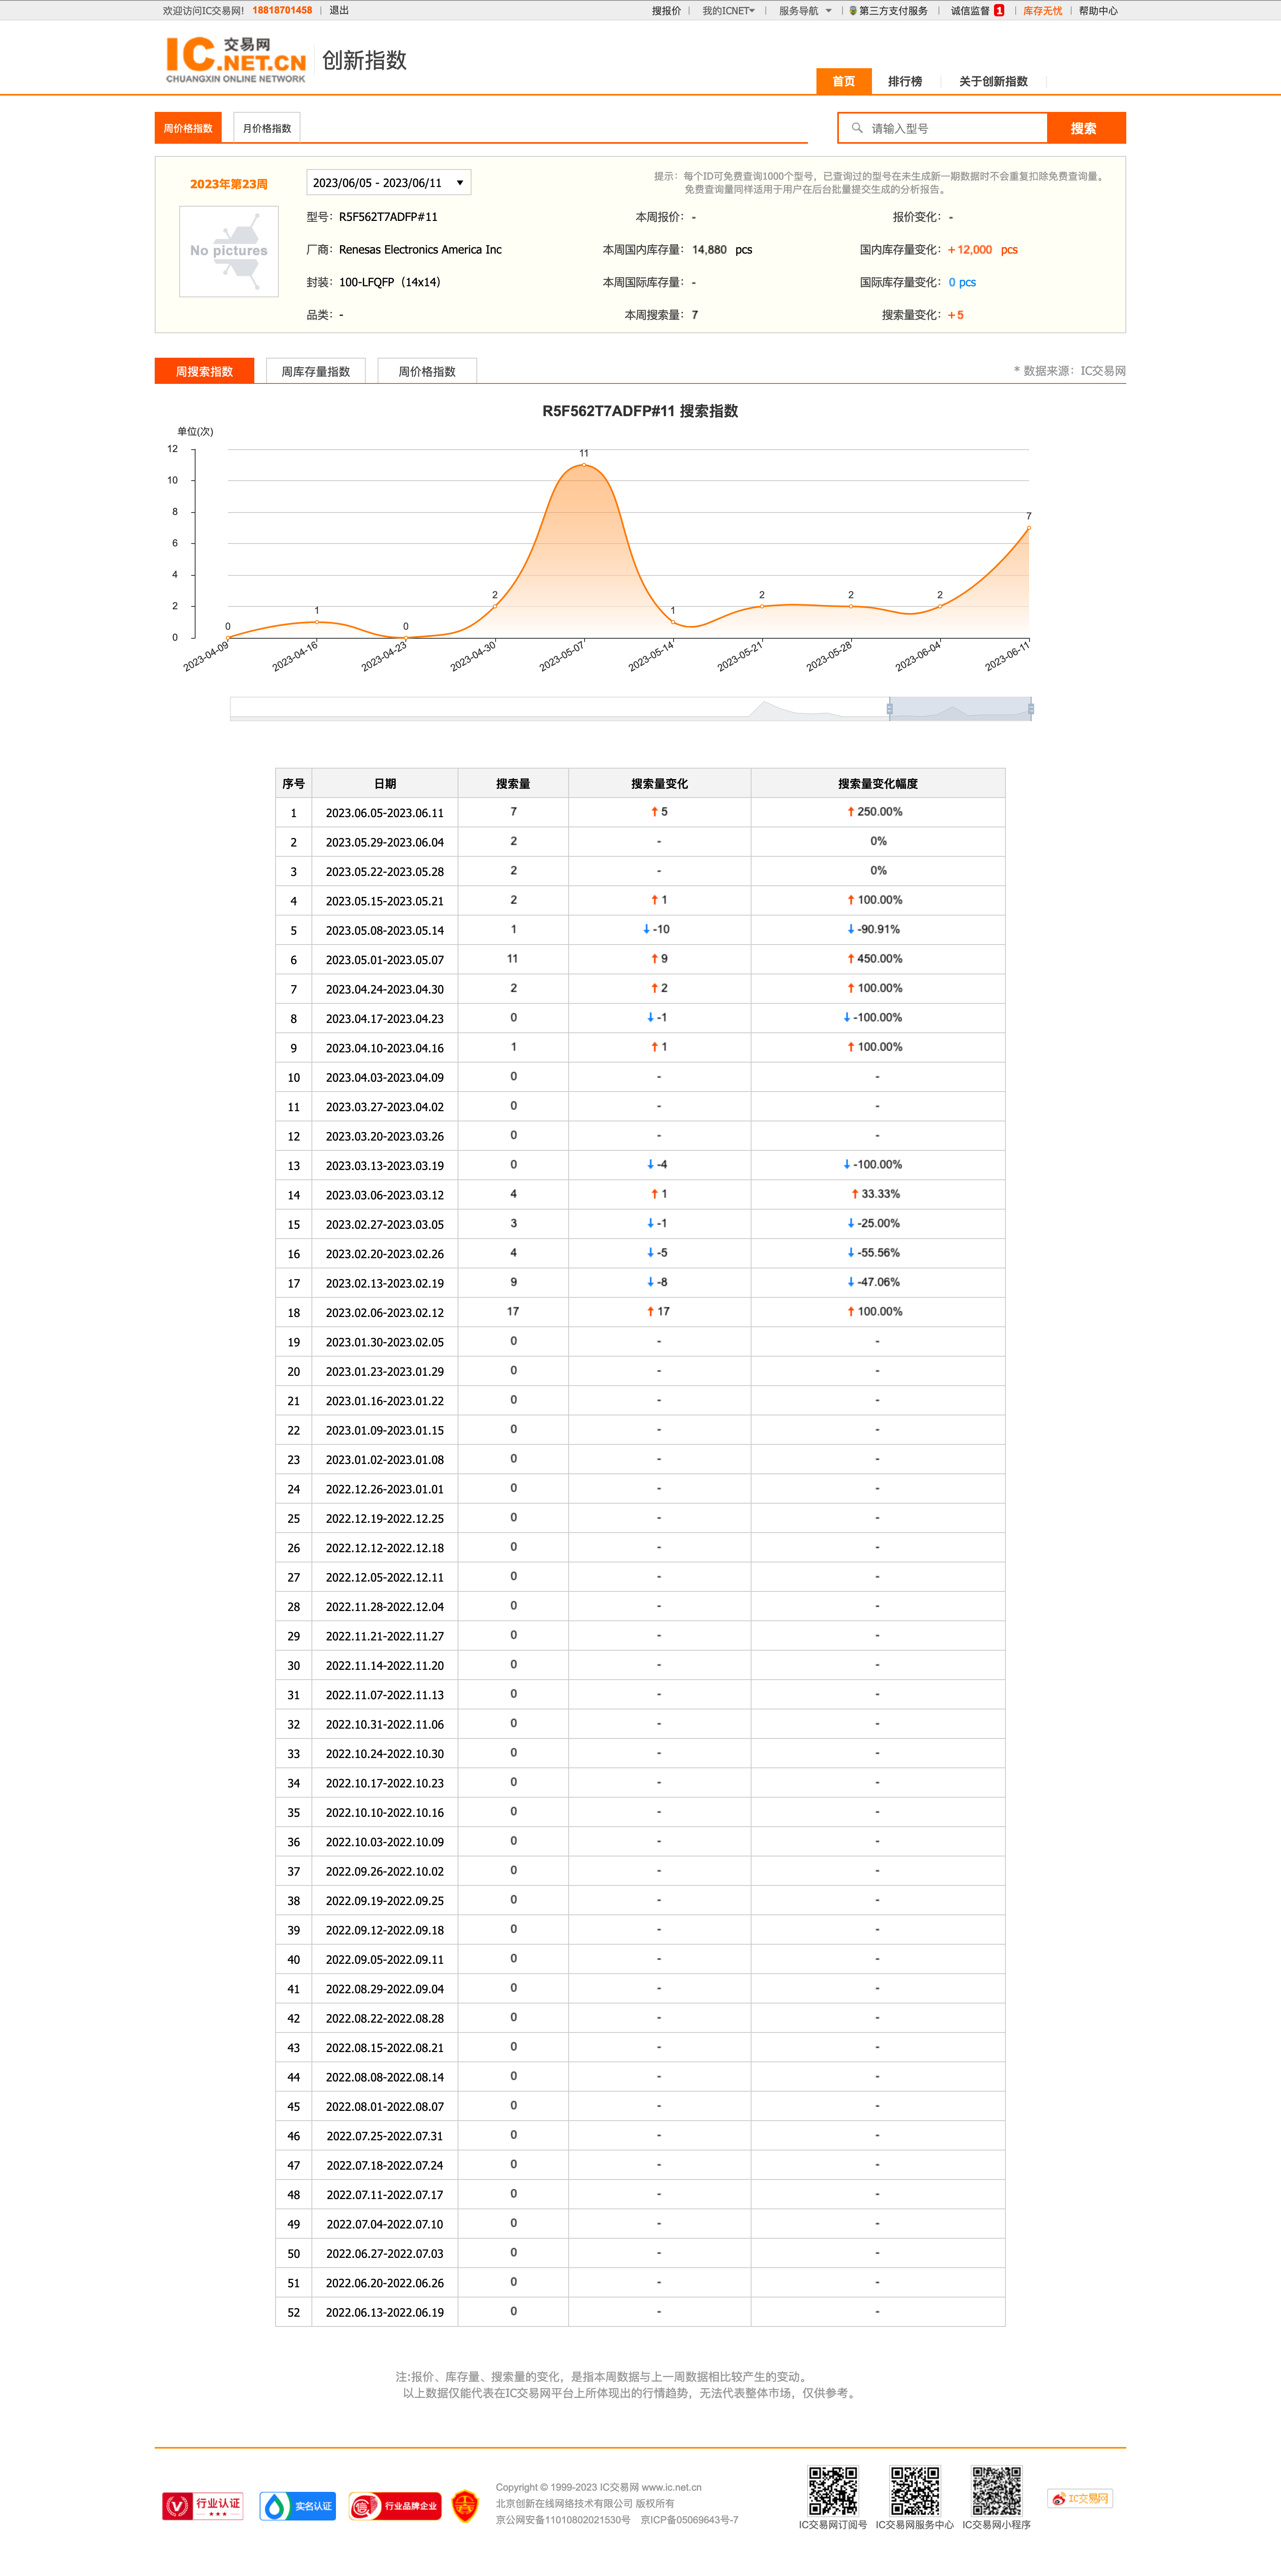 欢迎访问IC交易网! 18818701458 | 退出 搜报价 | 我的ICNET | 服务导航 | 第三方支付服务 | 诚信监督 1 | 库存无忧 | 帮助中心
IC交易网
.NET.CN 创新指数
CHUANGXIN ONLINE NETWORK
首页 排行榜 关于创新指数
周价格指数 月价格指数 请输入型号 搜索
2023年第23周 2023/06/05 - 2023/06/11
提示：每个ID可免费查询1000个型号，已查询过的型号在未生成新一期数据时不会重复扣除免费查询量。
免费查询量同样适用于用户在后台批量提交生成的分析报告。
No pictures
型号：R5F562T7ADFP#11 本周报价：- 报价变化：-
厂商：Renesas Electronics America Inc 本周国内库存量：14,880 pcs 国内库存量变化：+12,000 pcs
封装：100-LFQFP（14x14） 本周国际库存量：- 国际库存量变化：0 pcs
品类：- 本周搜索量：7 搜索量变化：+5
周搜索指数 周库存量指数 周价格指数 * 数据来源：IC交易网
R5F562T7ADFP#11 搜索指数
单位(次)
12
10
8
6
4
2
0
0 1 0 2 11 1 2 2 2 7
2023-04-09 2023-04-16 2023-04-23 2023-04-30 2023-05-07 2023-05-14 2023-05-21 2023-05-28 2023-06-04 2023-06-11
序号 日期 搜索量 搜索量变化 搜索量变化幅度
1 2023.06.05-2023.06.11 7 ↑ 5 ↑ 250.00%
2 2023.05.29-2023.06.04 2 - 0%
3 2023.05.22-2023.05.28 2 - 0%
4 2023.05.15-2023.05.21 2 ↑ 1 ↑ 100.00%
5 2023.05.08-2023.05.14 1 ↓ -10 ↓ -90.91%
6 2023.05.01-2023.05.07 11 ↑ 9 ↑ 450.00%
7 2023.04.24-2023.04.30 2 ↑ 2 ↑ 100.00%
8 2023.04.17-2023.04.23 0 ↓ -1 ↓ -100.00%
9 2023.04.10-2023.04.16 1 ↑ 1 ↑ 100.00%
10 2023.04.03-2023.04.09 0 - -
11 2023.03.27-2023.04.02 0 - -
12 2023.03.20-2023.03.26 0 - -
13 2023.03.13-2023.03.19 0 ↓ -4 ↓ -100.00%
14 2023.03.06-2023.03.12 4 ↑ 1 ↑ 33.33%
15 2023.02.27-2023.03.05 3 ↓ -1 ↓ -25.00%
16 2023.02.20-2023.02.26 4 ↓ -5 ↓ -55.56%
17 2023.02.13-2023.02.19 9 ↓ -8 ↓ -47.06%
18 2023.02.06-2023.02.12 17 ↑ 17 ↑ 100.00%
19 2023.01.30-2023.02.05 0 - -
20 2023.01.23-2023.01.29 0 - -
21 2023.01.16-2023.01.22 0 - -
22 2023.01.09-2023.01.15 0 - -
23 2023.01.02-2023.01.08 0 - -
24 2022.12.26-2023.01.01 0 - -
25 2022.12.19-2022.12.25 0 - -
26 2022.12.12-2022.12.18 0 - -
27 2022.12.05-2022.12.11 0 - -
28 2022.11.28-2022.12.04 0 - -
29 2022.11.21-2022.11.27 0 - -
30 2022.11.14-2022.11.20 0 - -
31 2022.11.07-2022.11.13 0 - -
32 2022.10.31-2022.11.06 0 - -
33 2022.10.24-2022.10.30 0 - -
34 2022.10.17-2022.10.23 0 - -
35 2022.10.10-2022.10.16 0 - -
36 2022.10.03-2022.10.09 0 - -
37 2022.09.26-2022.10.02 0 - -
38 2022.09.19-2022.09.25 0 - -
39 2022.09.12-2022.09.18 0 - -
40 2022.09.05-2022.09.11 0 - -
41 2022.08.29-2022.09.04 0 - -
42 2022.08.22-2022.08.28 0 - -
43 2022.08.15-2022.08.21 0 - -
44 2022.08.08-2022.08.14 0 - -
45 2022.08.01-2022.08.07 0 - -
46 2022.07.25-2022.07.31 0 - -
47 2022.07.18-2022.07.24 0 - -
48 2022.07.11-2022.07.17 0 - -
49 2022.07.04-2022.07.10 0 - -
50 2022.06.27-2022.07.03 0 - -
51 2022.06.20-2022.06.26 0 - -
52 2022.06.13-2022.06.19 0 - -
注:报价、库存量、搜索量的变化，是指本周数据与上一周数据相比较产生的变动。
以上数据仅能代表在IC交易网平台上所体现出的行情趋势，无法代表整体市场，仅供参考。
行业认证 实名认证 行业品牌企业
Copyright © 1999-2023 IC交易网 www.ic.net.cn
北京创新在线网络技术有限公司 版权所有
京公网安备11010802021530号 京ICP备05069643号-7
IC交易网订阅号 IC交易网服务中心 IC交易网小程序 IC交易网